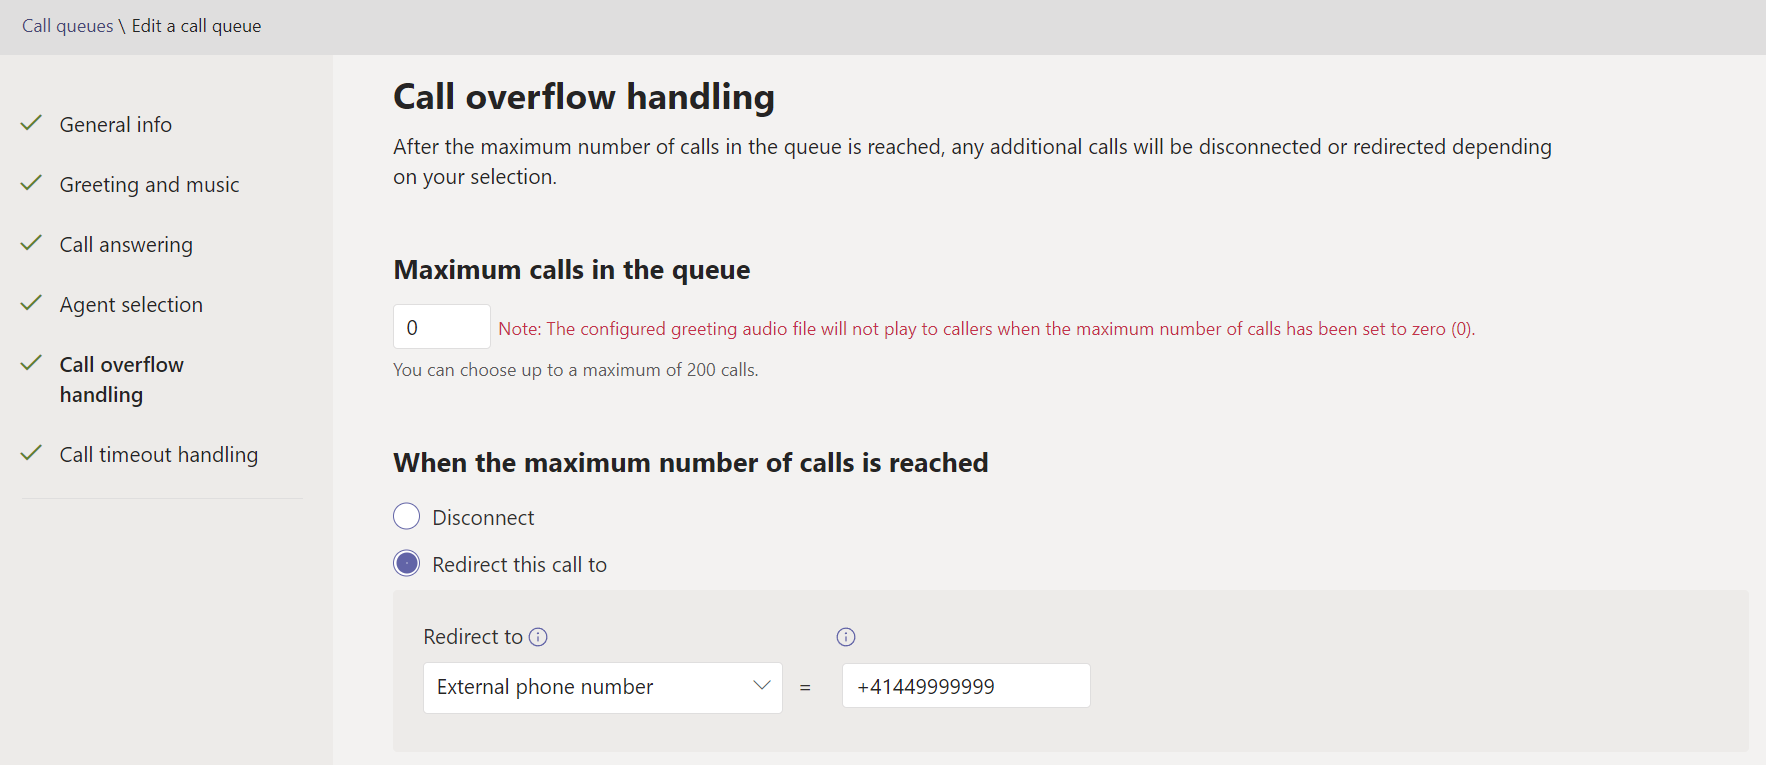 Call queues \ Edit a call queue
General info
Greeting and music
Call answering
Agent selection
Call overflow
handling
Call timeout handling
Call overflow handling
After the maximum number of calls in the queue is reached, any additional calls will be disconnected or redirected depending
on your selection.
Maximum calls in the queue
0 Note: The configured greeting audio file will not play to callers when the maximum number of calls has been set to zero (0).
You can choose up to a maximum of 200 calls.
When the maximum number of calls is reached
Disconnect
Redirect this call to
Redirect to
External phone number = +41449999999